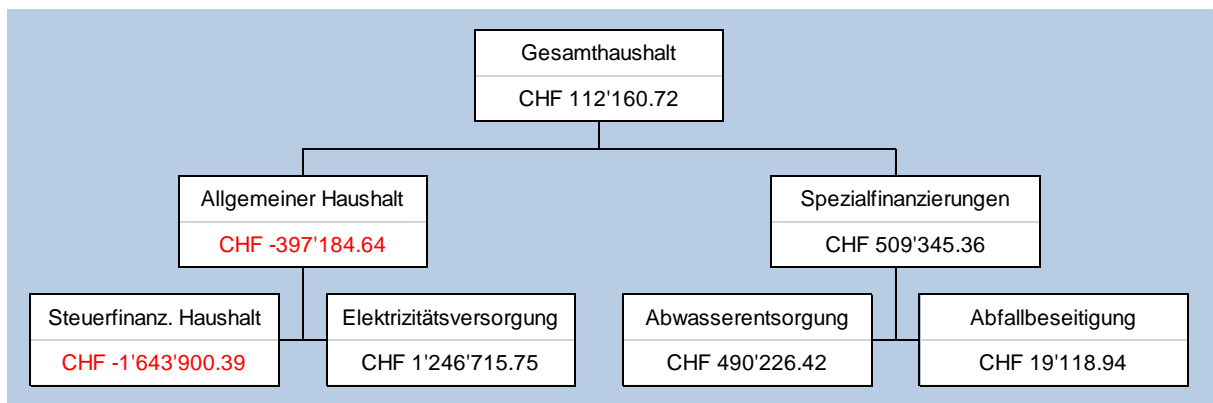 Gesamthaushalt
CHF 112'160.72
Allgemeiner Haushalt
CHF -397'184.64
Spezialfinanzierungen
CHF 509'345.36
Steuerfinanz. Haushalt
CHF -1'643'900.39
Elektrizitätsversorgung
CHF 1'246'715.75
Abwasserentsorgung
CHF 490'226.42
Abfallbeseitigung
CHF 19'118.94